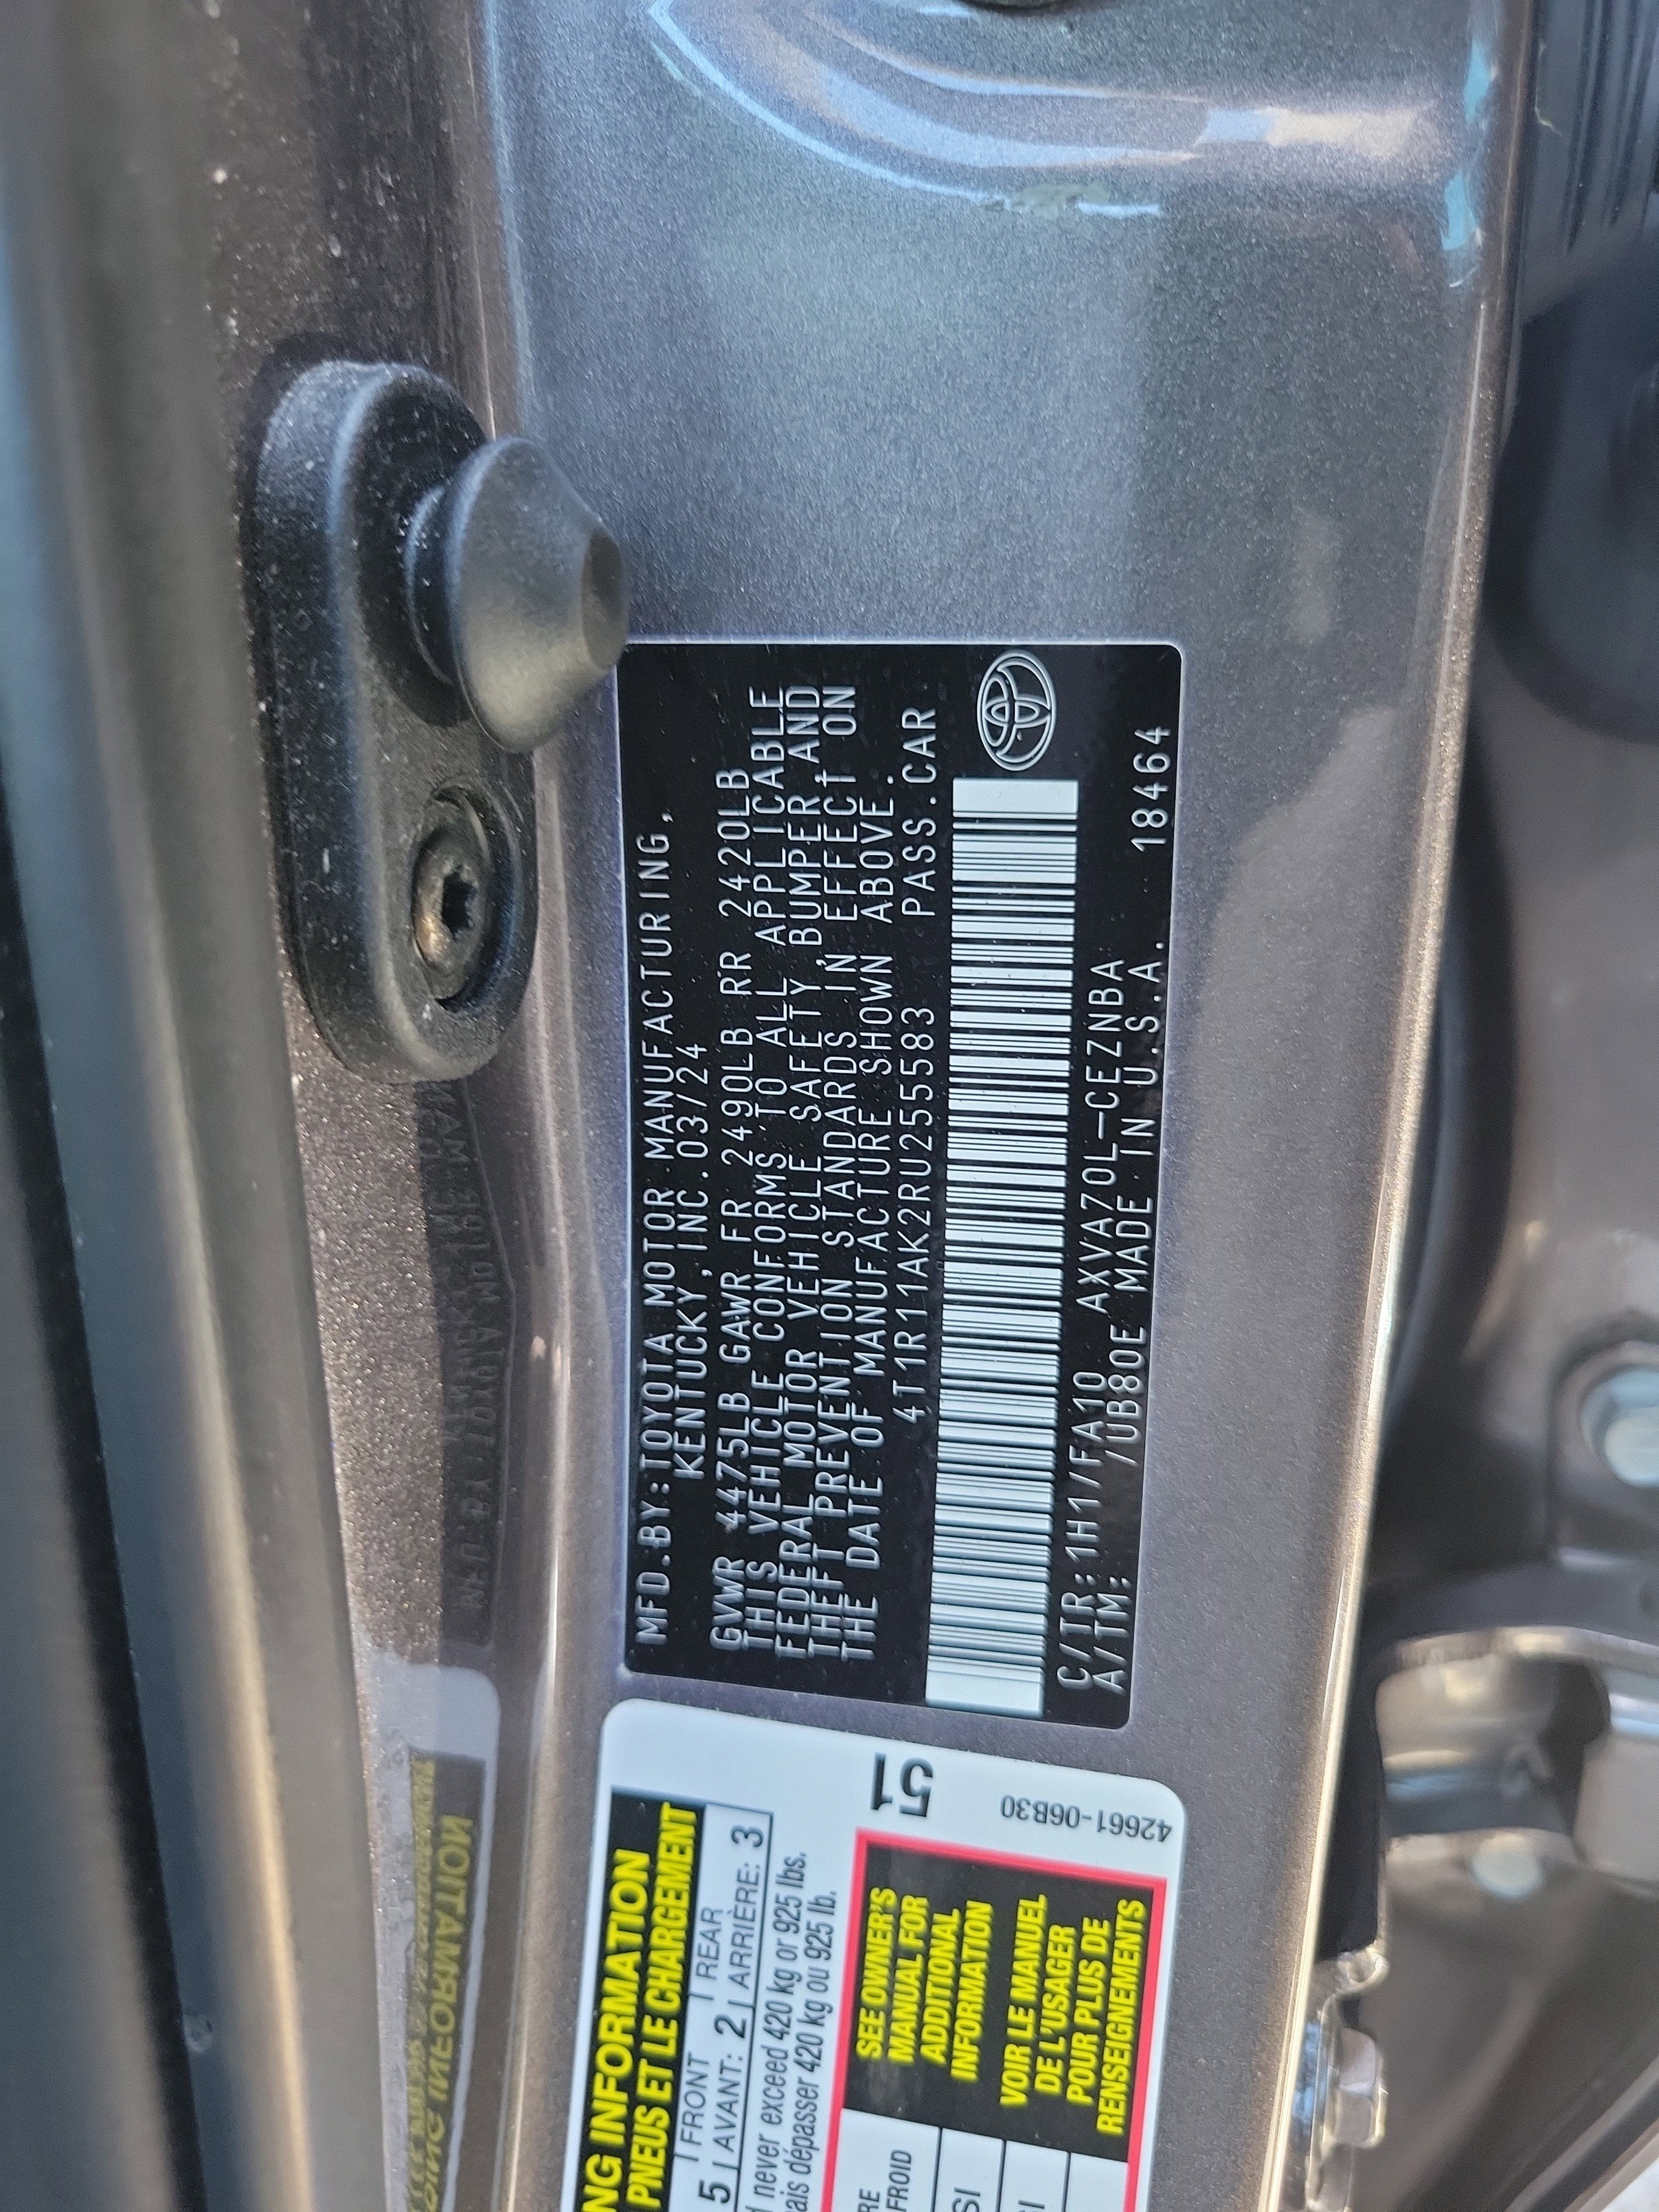 MFD.BY:TOYOTA MOTOR MANUFACTURING,
KENTUCKY, INC. 03/24
GVWR 4475LB GAWR FR 2490LB RR 2420LB
THIS VEHICLE CONFORMS TO ALL APPLICABLE
FEDERAL MOTOR VEHICLE SAFETY, BUMPER, AND
THEFT PREVENTION STANDARDS IN EFFECT ON
THE DATE OF MANUFACTURE SHOWN ABOVE.
4T1R11AK2RU255583 PASS.CAR
C/TR:1H1/FA10 AXVA70L-CEZNBA
A/TM: /UB80E MADE IN U.S.A. 18464
51
42661-06B30
INFORMATION
PNEUS ET LE CHARGEMENT
5 FRONT AVANT: 2 REAR ARRIÈRE: 3
never exceed 420 kg or 925 lbs.
dépasser 420 kg ou 925 lb.
SEE OWNER'S
MANUAL FOR
ADDITIONAL
INFORMATION
VOIR LE MANUEL
DE L'USAGER
POUR PLUS DE
RENSEIGNEMENTS
FROID